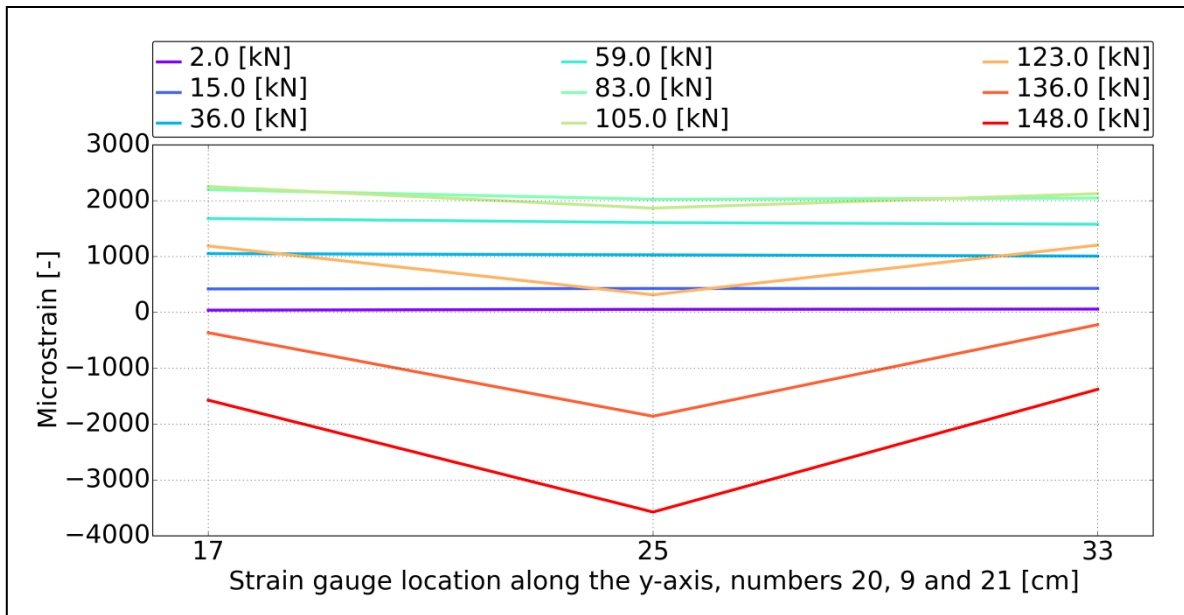 2.0 [kN] 59.0 [kN] 123.0 [kN]
15.0 [kN] 83.0 [kN] 136.0 [kN]
36.0 [kN] 105.0 [kN] 148.0 [kN]
3000
2000
1000
0
−1000
−2000
−3000
−4000
Microstrain [-]
17 25 33
Strain gauge location along the y-axis, numbers 20, 9 and 21 [cm]